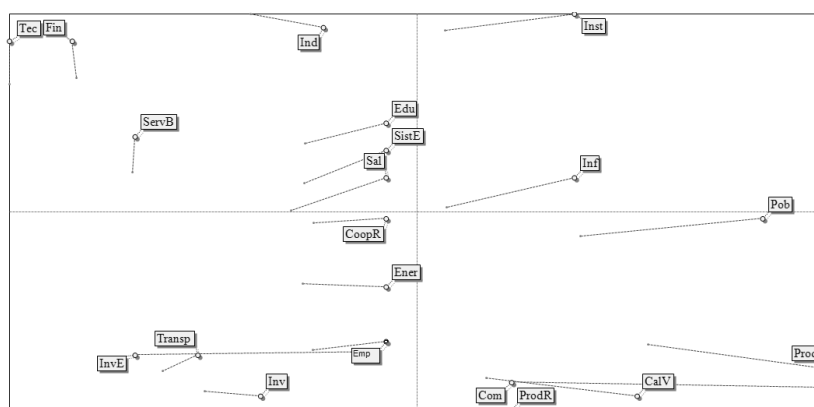 Tec Fin
Ind
Inst
Edu
ServB
SistE
Sal
Inf
Pob
CoopR
Ener
Transp
Emp
InvE
Prod
Inv
Com
ProdR
CalV